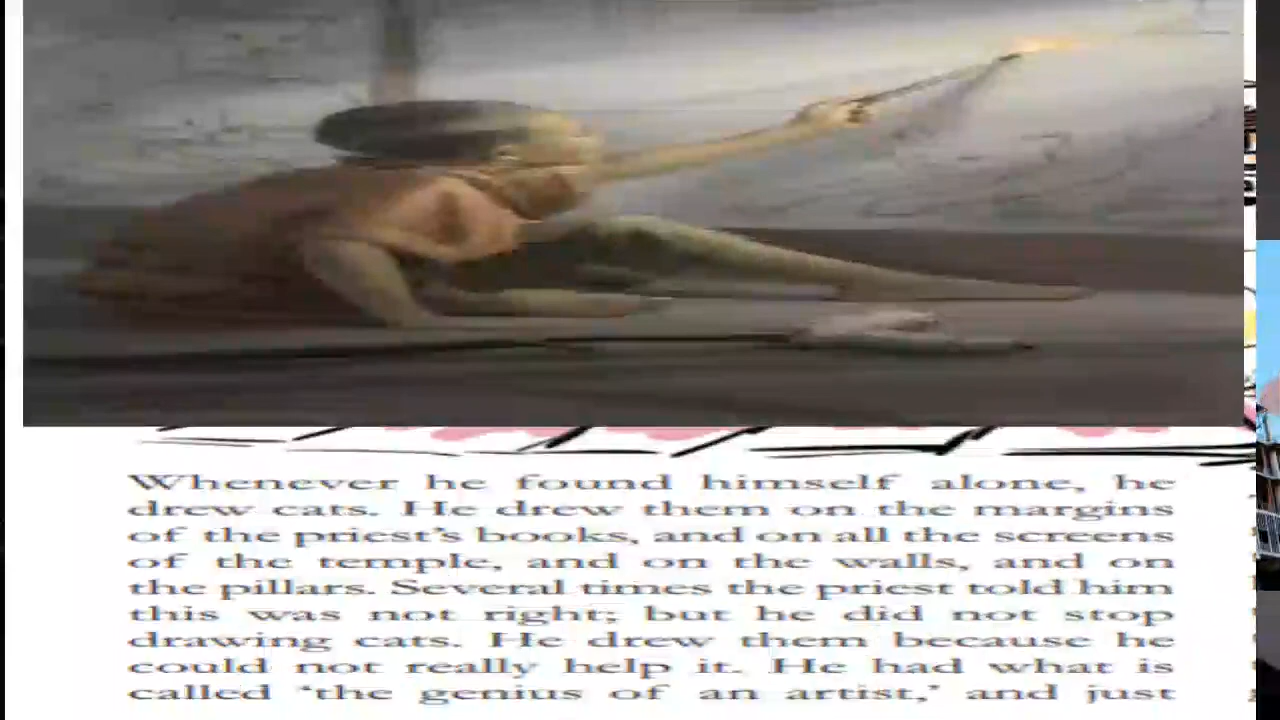 Whenever he found himself alone, he
drew cats. He drew them on the margins
of the priest's books, and on all the screens
of the temple, and on the walls, and on
the pillars. Several times the priest told him
this was not right; but he did not stop
drawing cats. He drew them because he
could not really help it. He had what is
called 'the genius of an artist,' and just